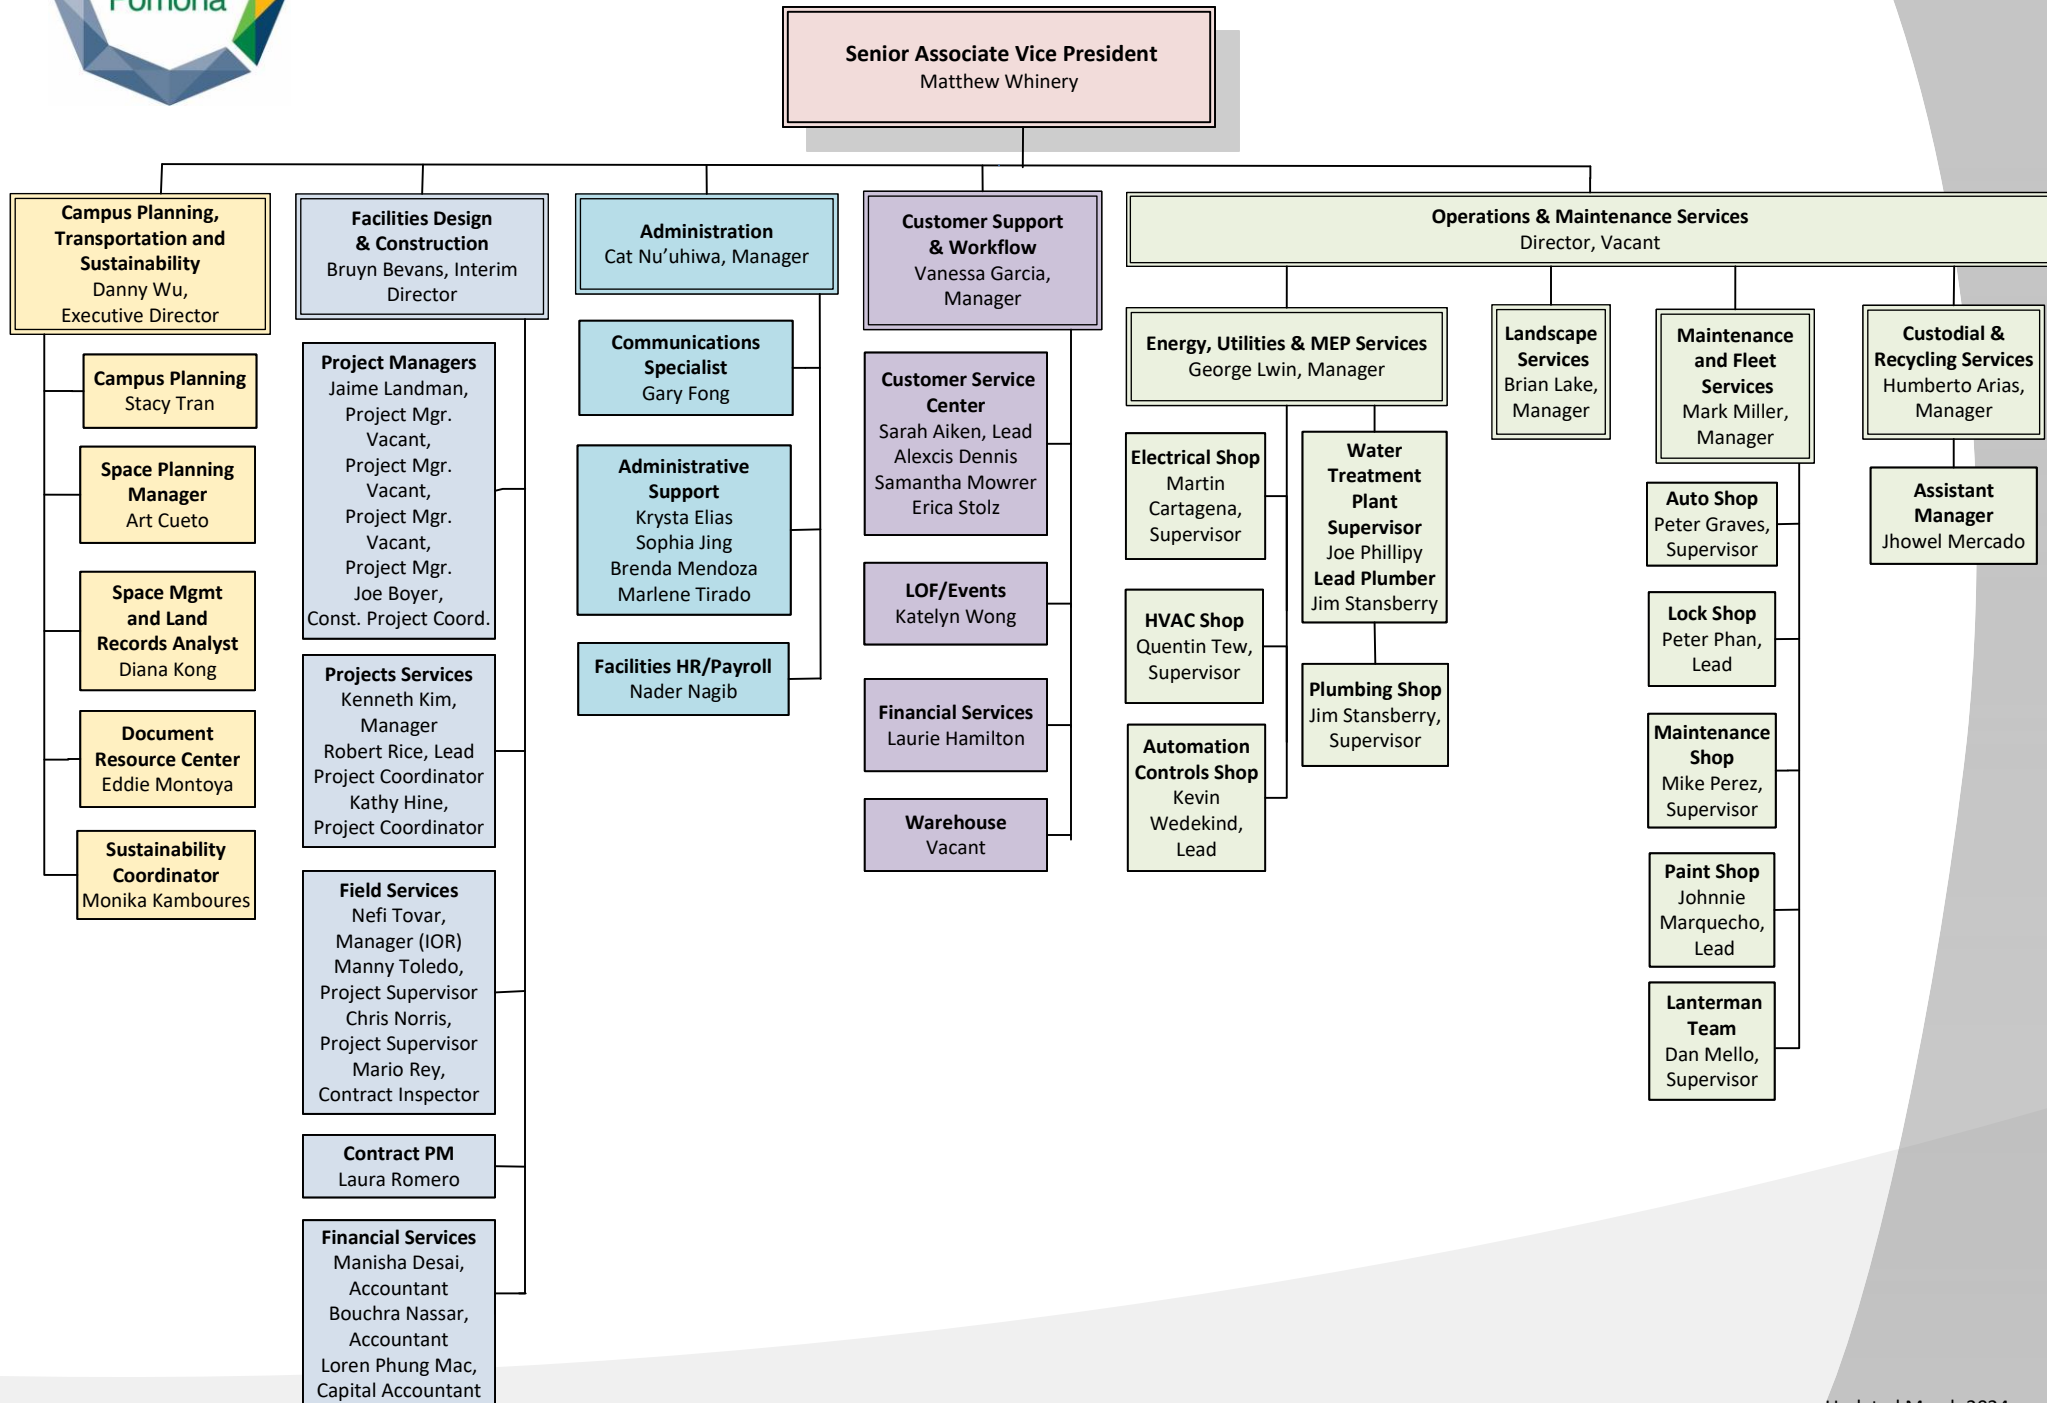 Pomona
Senior Associate Vice President
Matthew Whinery
Campus Planning,
Transportation and
Sustainability
Danny Wu,
Executive Director
Campus Planning
Stacy Tran
Space Planning
Manager
Art Cueto
Space Mgmt
and Land
Records Analyst
Diana Kong
Document
Resource Center
Eddie Montoya
Sustainability
Coordinator
Monika Kamboures
Facilities Design
& Construction
Bruyn Bevans, Interim
Director
Project Managers
Jaime Landman,
Project Mgr.
Vacant,
Project Mgr.
Vacant,
Project Mgr.
Vacant,
Project Mgr.
Joe Boyer,
Const. Project Coord.
Projects Services
Kenneth Kim,
Manager
Robert Rice, Lead
Project Coordinator
Kathy Hine,
Project Coordinator
Field Services
Nefi Tovar,
Manager (IOR)
Manny Toledo,
Project Supervisor
Chris Norris,
Project Supervisor
Mario Rey,
Contract Inspector
Contract PM
Laura Romero
Financial Services
Manisha Desai,
Accountant
Bouchra Nassar,
Accountant
Loren Phung Mac,
Capital Accountant
Administration
Cat Nu’uhiwa, Manager
Communications
Specialist
Gary Fong
Administrative
Support
Krysta Elias
Sophia Jing
Brenda Mendoza
Marlene Tirado
Facilities HR/Payroll
Nader Nagib
Customer Support
& Workflow
Vanessa Garcia,
Manager
Customer Service
Center
Sarah Aiken, Lead
Alexcis Dennis
Samantha Mowrer
Erica Stolz
LOF/Events
Katelyn Wong
Financial Services
Laurie Hamilton
Warehouse
Vacant
Operations & Maintenance Services
Director, Vacant
Energy, Utilities & MEP Services
George Lwin, Manager
Electrical Shop
Martin
Cartagena,
Supervisor
HVAC Shop
Quentin Tew,
Supervisor
Automation
Controls Shop
Kevin
Wedekind,
Lead
Water
Treatment
Plant
Supervisor
Joe Phillipy
Lead Plumber
Jim Stansberry
Plumbing Shop
Jim Stansberry,
Supervisor
Landscape
Services
Brian Lake,
Manager
Maintenance
and Fleet
Services
Mark Miller,
Manager
Auto Shop
Peter Graves,
Supervisor
Lock Shop
Peter Phan,
Lead
Maintenance
Shop
Mike Perez,
Supervisor
Paint Shop
Johnnie
Marquecho,
Lead
Lanterman
Team
Dan Mello,
Supervisor
Custodial &
Recycling Services
Humberto Arias,
Manager
Assistant
Manager
Jhowel Mercado
Updated March 2024